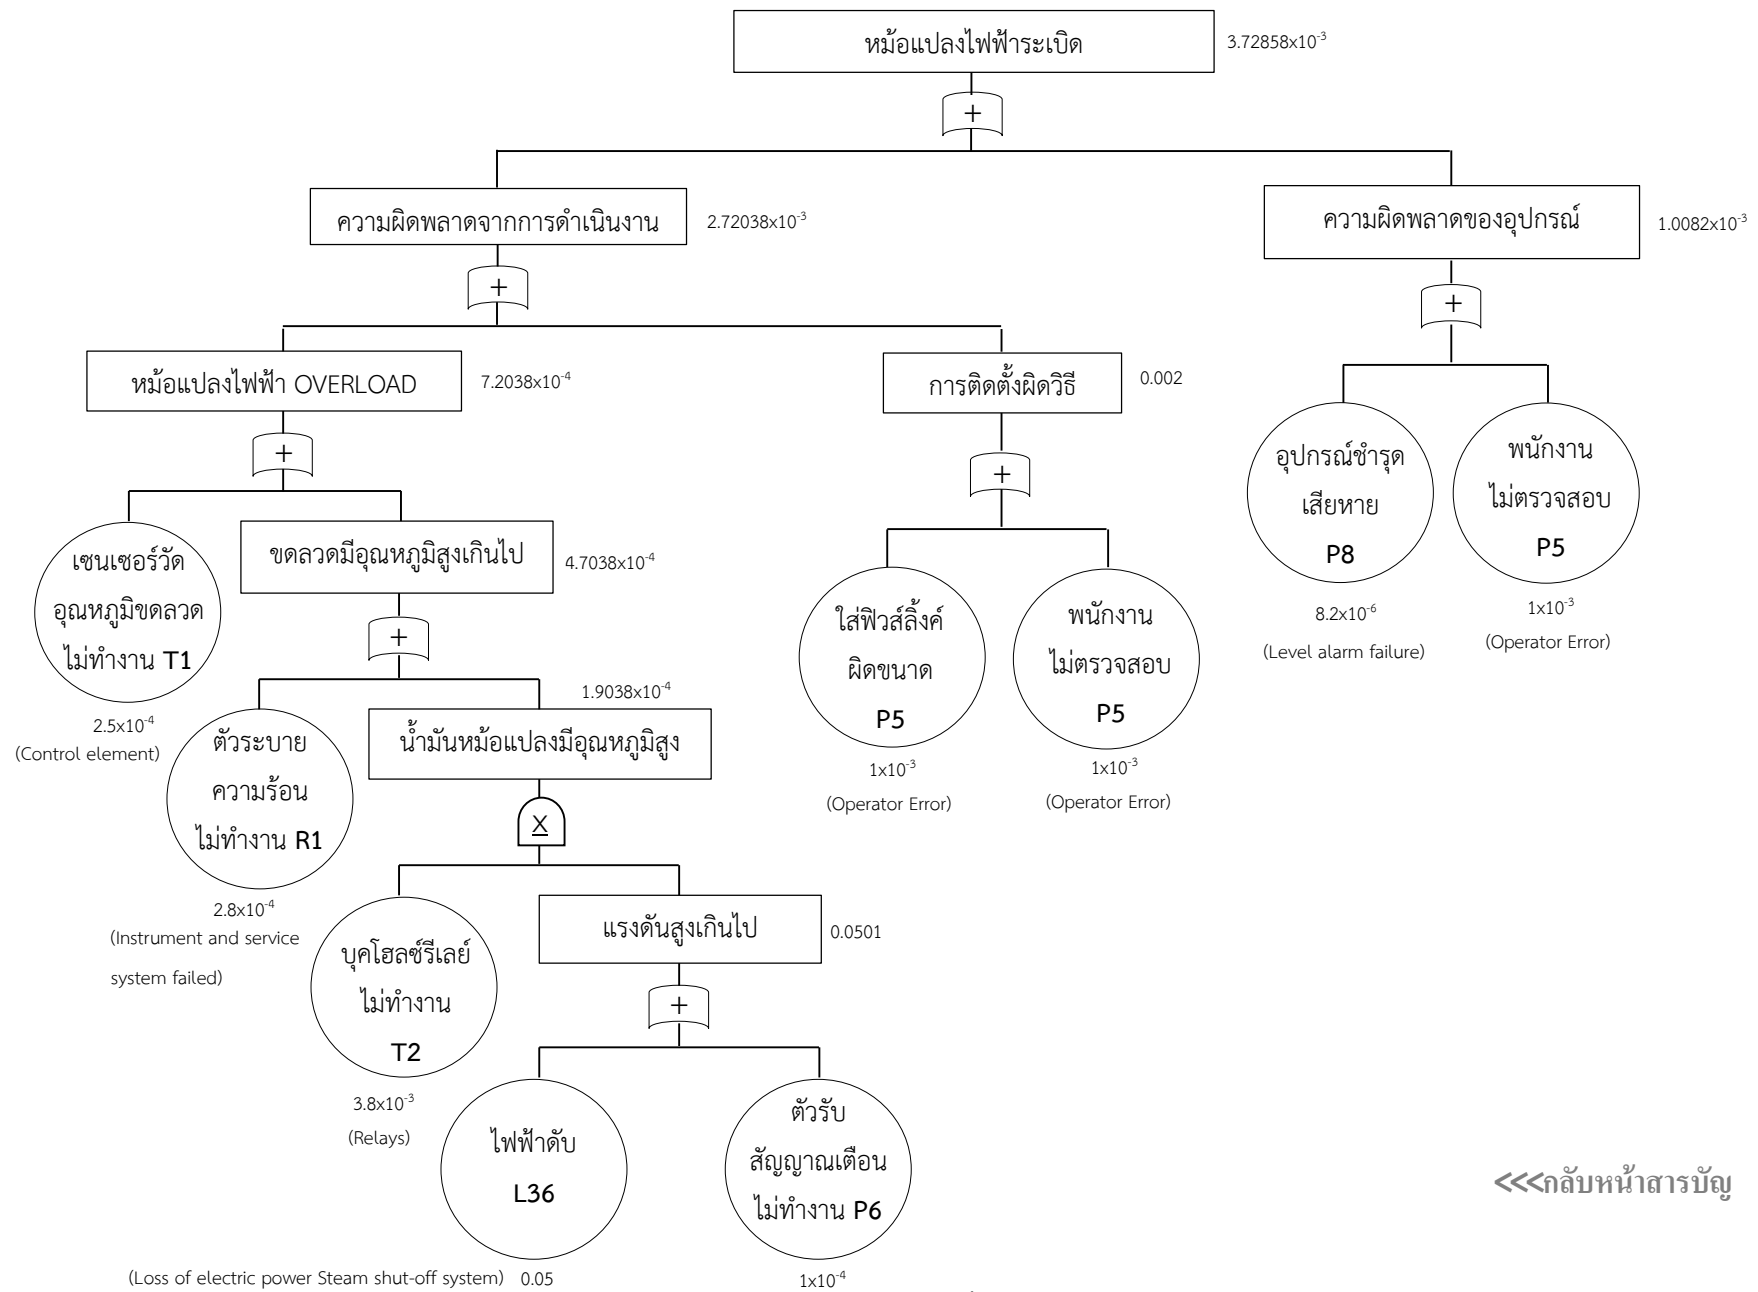 หม้อแปลงไฟฟ้าระเบิด
3.72858x10⁻³
+
ความผิดพลาดจากการดำเนินงาน
2.72038x10⁻³
ความผิดพลาดของอุปกรณ์
1.0082x10⁻³
+
+
หม้อแปลงไฟฟ้า OVERLOAD
7.2038x10⁻⁴
การติดตั้งผิดวิธี
0.002
+
+
อุปกรณ์ชำรุด
เสียหาย
P8
8.2x10⁻⁶
(Level alarm failure)
พนักงาน
ไม่ตรวจสอบ
P5
1x10⁻³
(Operator Error)
เซนเซอร์วัด
อุณหภูมิขดลวด
ไม่ทำงาน T1
2.5x10⁻⁴
(Control element)
ขดลวดมีอุณหภูมิสูงเกินไป
4.7038x10⁻⁴
+
ใส่ฟิวส์ลิ้งค์
ผิดขนาด
P5
1x10⁻³
(Operator Error)
พนักงาน
ไม่ตรวจสอบ
P5
1x10⁻³
(Operator Error)
ตัวระบาย
ความร้อน
ไม่ทำงาน R1
2.8x10⁻⁴
(Instrument and service
system failed)
1.9038x10⁻⁴
น้ำมันหม้อแปลงมีอุณหภูมิสูง
X
บุคโฮลซ์รีเลย์
ไม่ทำงาน
T2
3.8x10⁻³
(Relays)
แรงดันสูงเกินไป
0.0501
+
ไฟฟ้าดับ
L36
(Loss of electric power Steam shut-off system) 0.05
ตัวรับ
สัญญาณเตือน
ไม่ทำงาน P6
1x10⁻⁴
<<<กลับหน้าสารบัญ